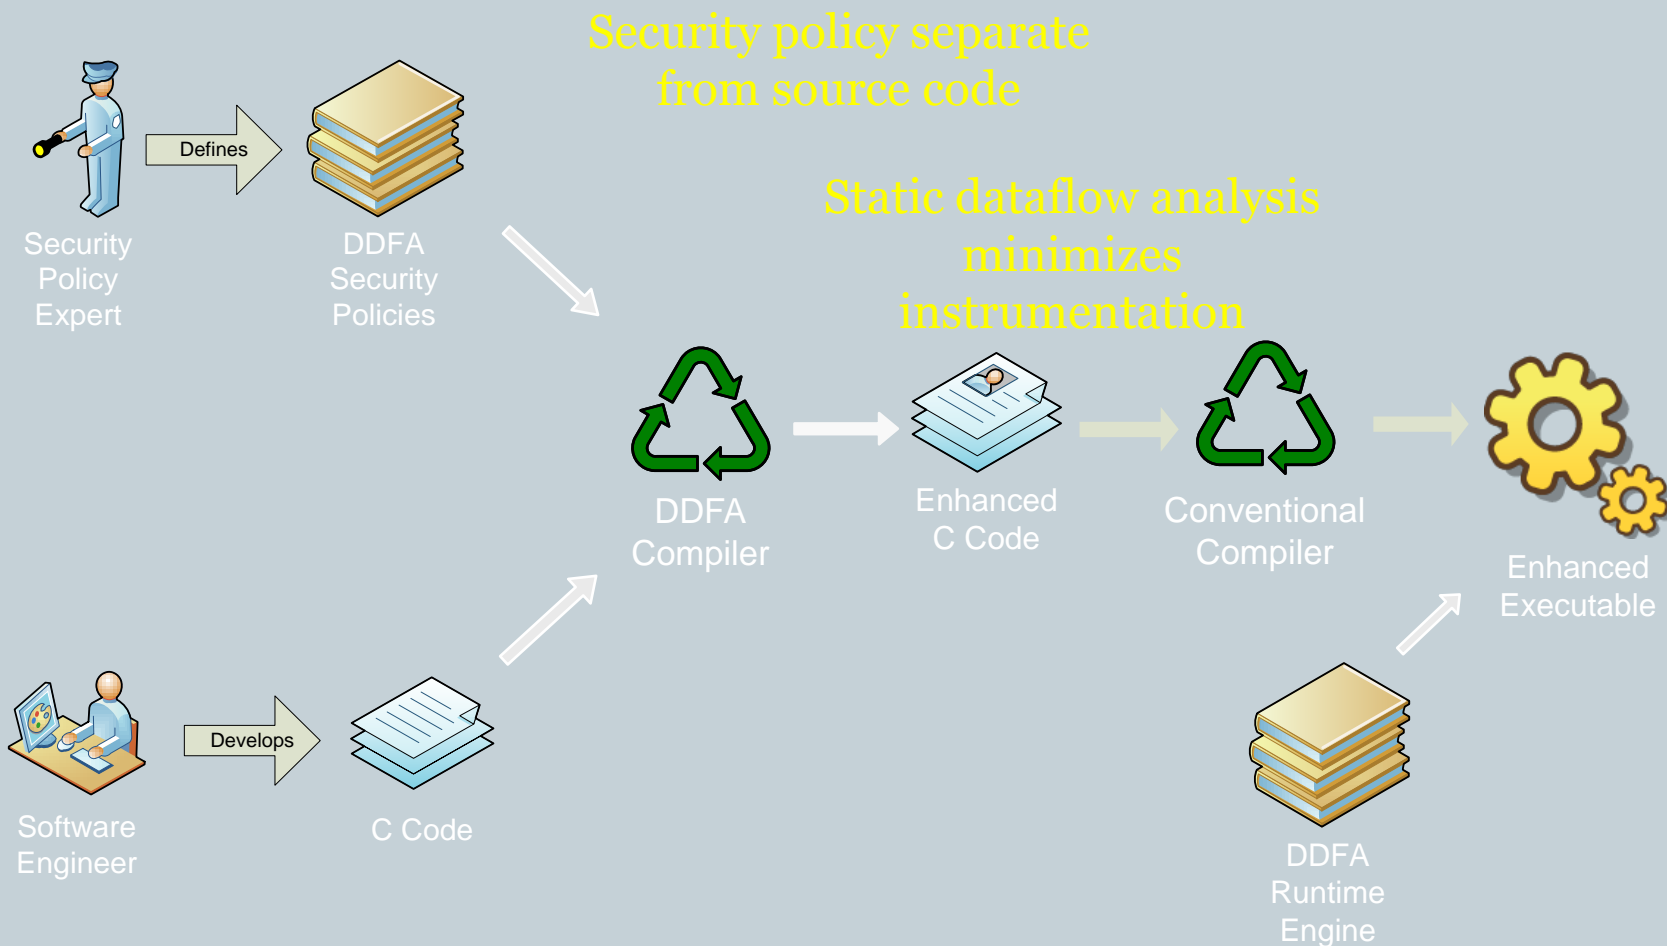 Security policy separate
from source code
Defines
Security
Policy
Expert
DDFA
Security
Policies
Static dataflow analysis
minimizes
instrumentation
DDFA
Compiler
Enhanced
C Code
Conventional
Compiler
Enhanced
Executable
Develops
Software
Engineer
C Code
DDFA
Runtime
Engine